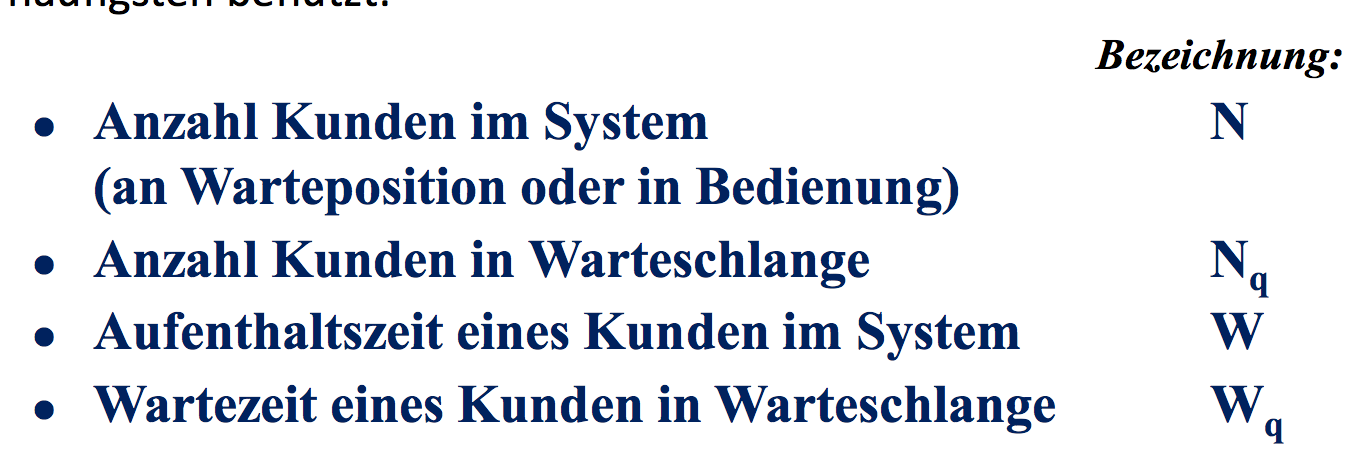 benutzt:
Bezeichnung:
• Anzahl Kunden im System N
(an Warteposition oder in Bedienung)
• Anzahl Kunden in Warteschlange Nq
• Aufenthaltszeit eines Kunden im System W
• Wartezeit eines Kunden in Warteschlange Wq